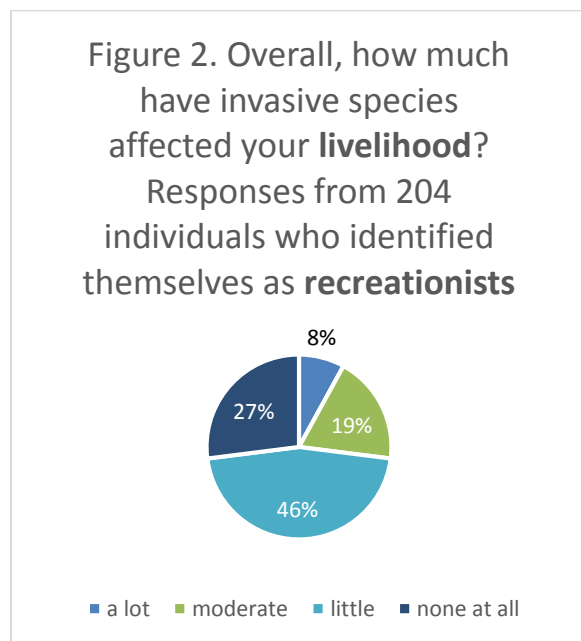 Figure 2. Overall, how much
have invasive species
affected your livelihood?
Responses from 204
individuals who identified
themselves as recreationists
8%
19%
27%
46%
a lot moderate little none at all